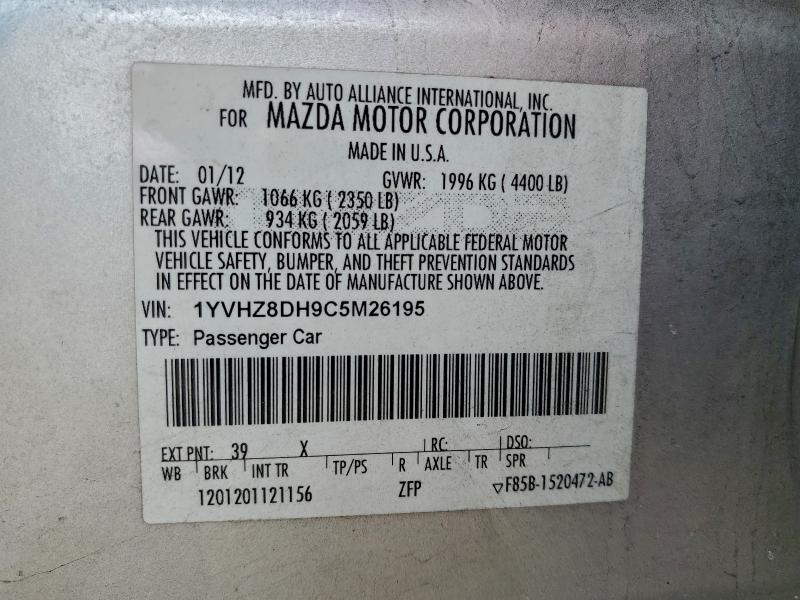 MFD. BY AUTO ALLIANCE INTERNATIONAL, INC.
FOR MAZDA MOTOR CORPORATION
MADE IN U.S.A.
DATE: 01/12 GVWR: 1996 KG ( 4400 LB)
FRONT GAWR: 1066 KG ( 2350 LB)
REAR GAWR: 934 KG ( 2059 LB)
THIS VEHICLE CONFORMS TO ALL APPLICABLE FEDERAL MOTOR
VEHICLE SAFETY, BUMPER, AND THEFT PREVENTION STANDARDS
IN EFFECT ON THE DATE OF MANUFACTURE SHOWN ABOVE.
VIN: 1YVHZ8DH9C5M26195
TYPE: Passenger Car
EXT PNT: 39 X RC: DSO:
WB BRK INT TR TP/PS R AXLE TR SPR
1201201121156 ZFP ▽F85B-1520472-AB